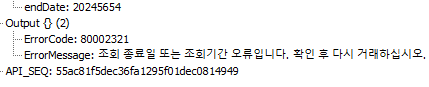 endDate: 20245654
Output {} (2)
ErrorCode: 80002321
ErrorMessage: 조회 종료일 또는 조회기간 오류입니다. 확인 후 다시 거래하십시오.
API_SEQ: 55ac81f5dec36fa1295f01dec0814949